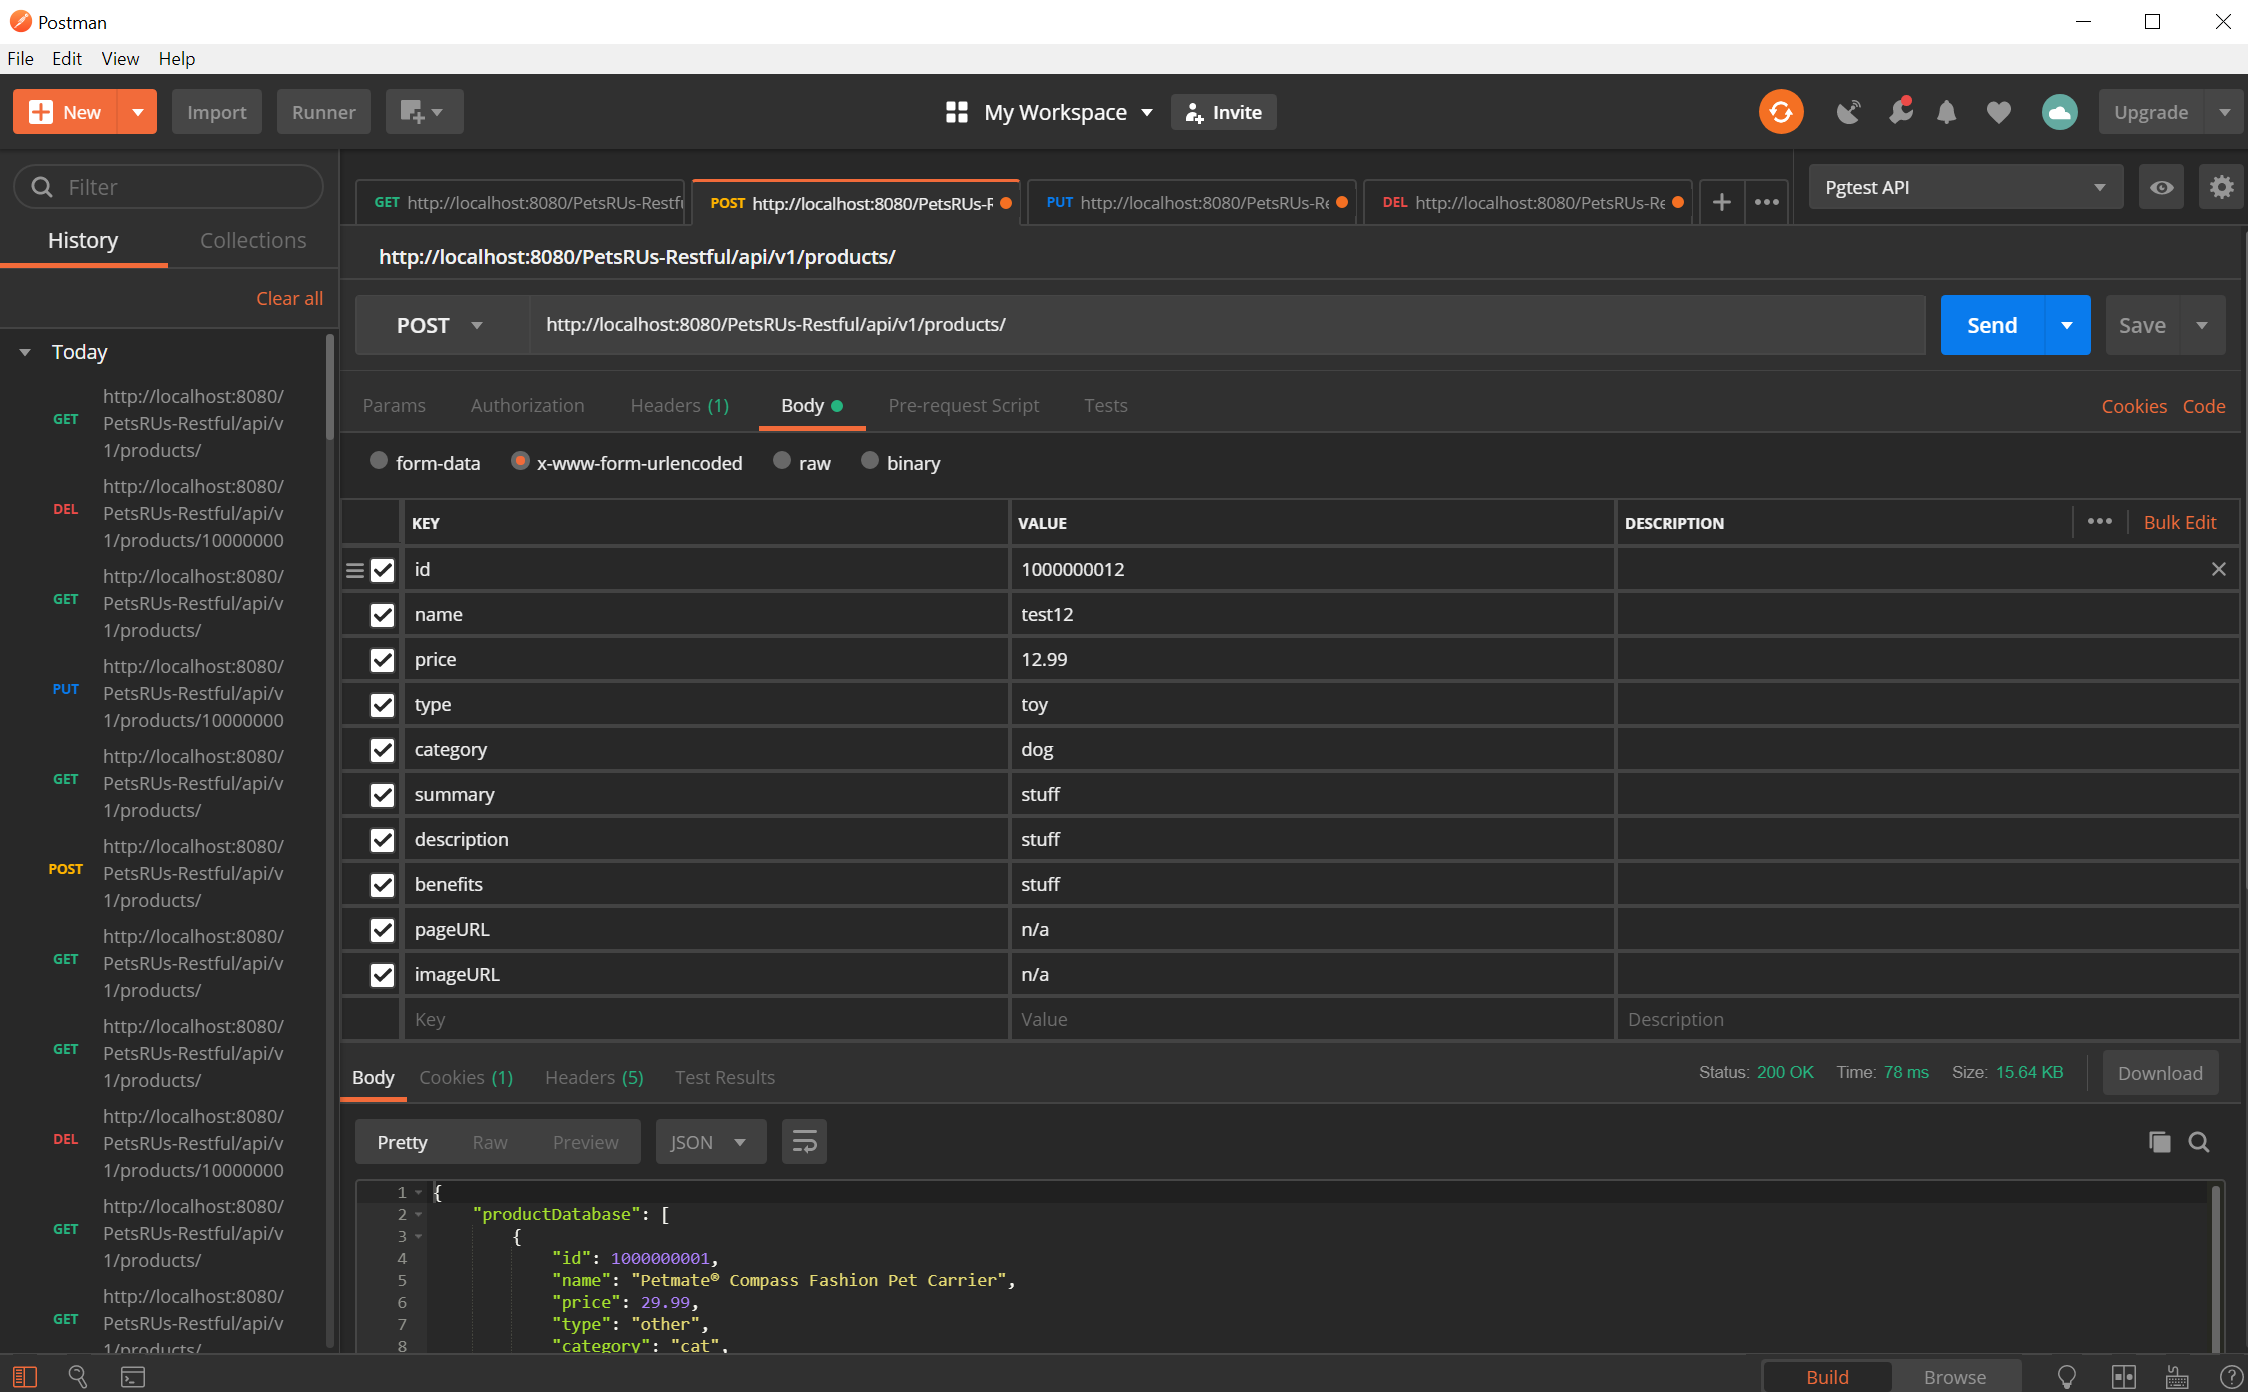 Postman
File Edit View Help
New Import Runner My Workspace Invite Upgrade
Filter
History Collections
Clear all
Today
GET http://localhost:8080/
PetsRUs-Restful/api/v
1/products/
DEL http://localhost:8080/
PetsRUs-Restful/api/v
1/products/10000000
GET http://localhost:8080/
PetsRUs-Restful/api/v
1/products/
PUT http://localhost:8080/
PetsRUs-Restful/api/v
1/products/10000000
GET http://localhost:8080/
PetsRUs-Restful/api/v
1/products/
POST http://localhost:8080/
PetsRUs-Restful/api/v
1/products/
GET http://localhost:8080/
PetsRUs-Restful/api/v
1/products/
GET http://localhost:8080/
PetsRUs-Restful/api/v
1/products/
DEL http://localhost:8080/
PetsRUs-Restful/api/v
1/products/10000000
GET http://localhost:8080/
PetsRUs-Restful/api/v
1/products/
GET http://localhost:8080/
PetsRUs-Restful/api/v
1/products/
GET http://localhost:8080/PetsRUs-Restfu POST http://localhost:8080/PetsRUs-R PUT http://localhost:8080/PetsRUs-Re DEL http://localhost:8080/PetsRUs-Re + ••• Pgtest API
http://localhost:8080/PetsRUs-Restful/api/v1/products/
POST http://localhost:8080/PetsRUs-Restful/api/v1/products/ Send Save
Params Authorization Headers (1) Body Pre-request Script Tests Cookies Code
form-data x-www-form-urlencoded raw binary
KEY VALUE DESCRIPTION ••• Bulk Edit
id 1000000012
name test12
price 12.99
type toy
category dog
summary stuff
description stuff
benefits stuff
pageURL n/a
imageURL n/a
Key Value Description
Body Cookies (1) Headers (5) Test Results Status: 200 OK Time: 78 ms Size: 15.64 KB Download
Pretty Raw Preview JSON
1 {
2 "productDatabase": [
3 {
4 "id": 1000000001,
5 "name": "Petmate® Compass Fashion Pet Carrier",
6 "price": 29.99,
7 "type": "other",
8 "category": "cat",
Build Browse